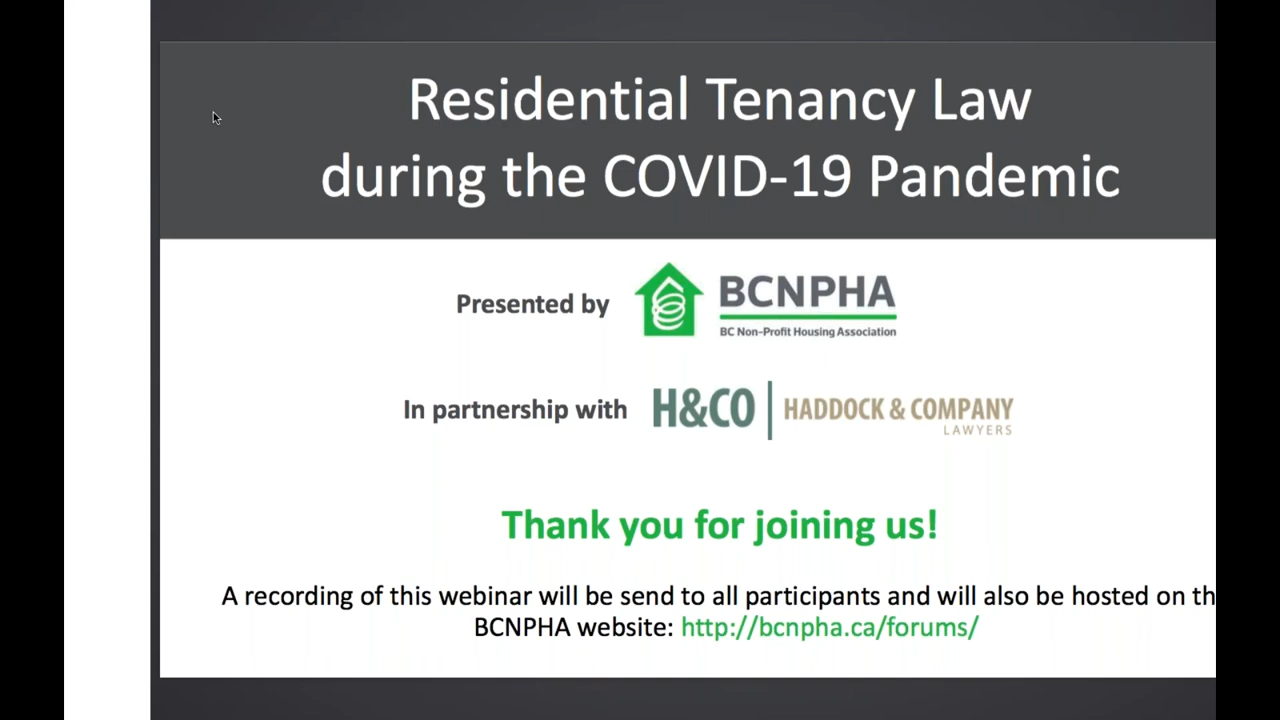 Residential Tenancy Law
during the COVID-19 Pandemic
Presented by
BCNPHA
BC Non-Profit Housing Association
In partnership with
H&CO HADDOCK & COMPANY
LAWYERS
Thank you for joining us!
A recording of this webinar will be send to all participants and will also be hosted on th
BCNPHA website: http://bcnpha.ca/forums/